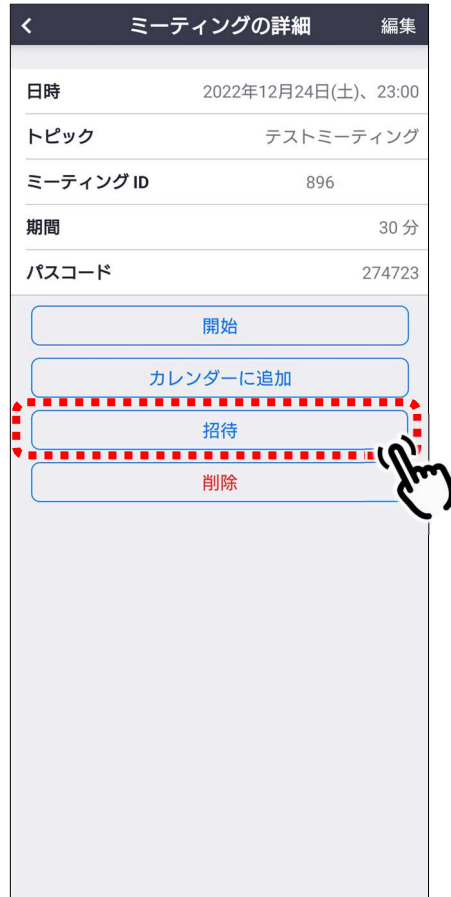 ミーティングの詳細 編集
日時 2022年12月24日(土)、23:00
トピック テストミーティング
ミーティング ID 896
期間 30 分
パスコード 274723
開始
カレンダーに追加
招待
削除